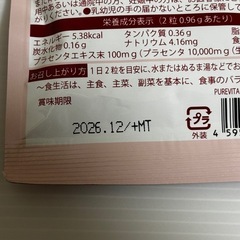 ●乳幼児の手の届かないところに保管
栄養成分表示(2粒0.96gあたり)
エネルギー 5.38kcal たんぱく質 0.36g
炭水化物 0.16g ナトリウム 4.16mg
プラセンタエキス末 100mg (プラセンタ 10,000mg (生
お召し上がり方 1日2粒を目安に、水またはぬるま湯などでお
〜食生活は、主食、主菜、副菜を基本に、食事のバラ
賞味期限
2026.12/+MT
PUREVITA
プラ
外装